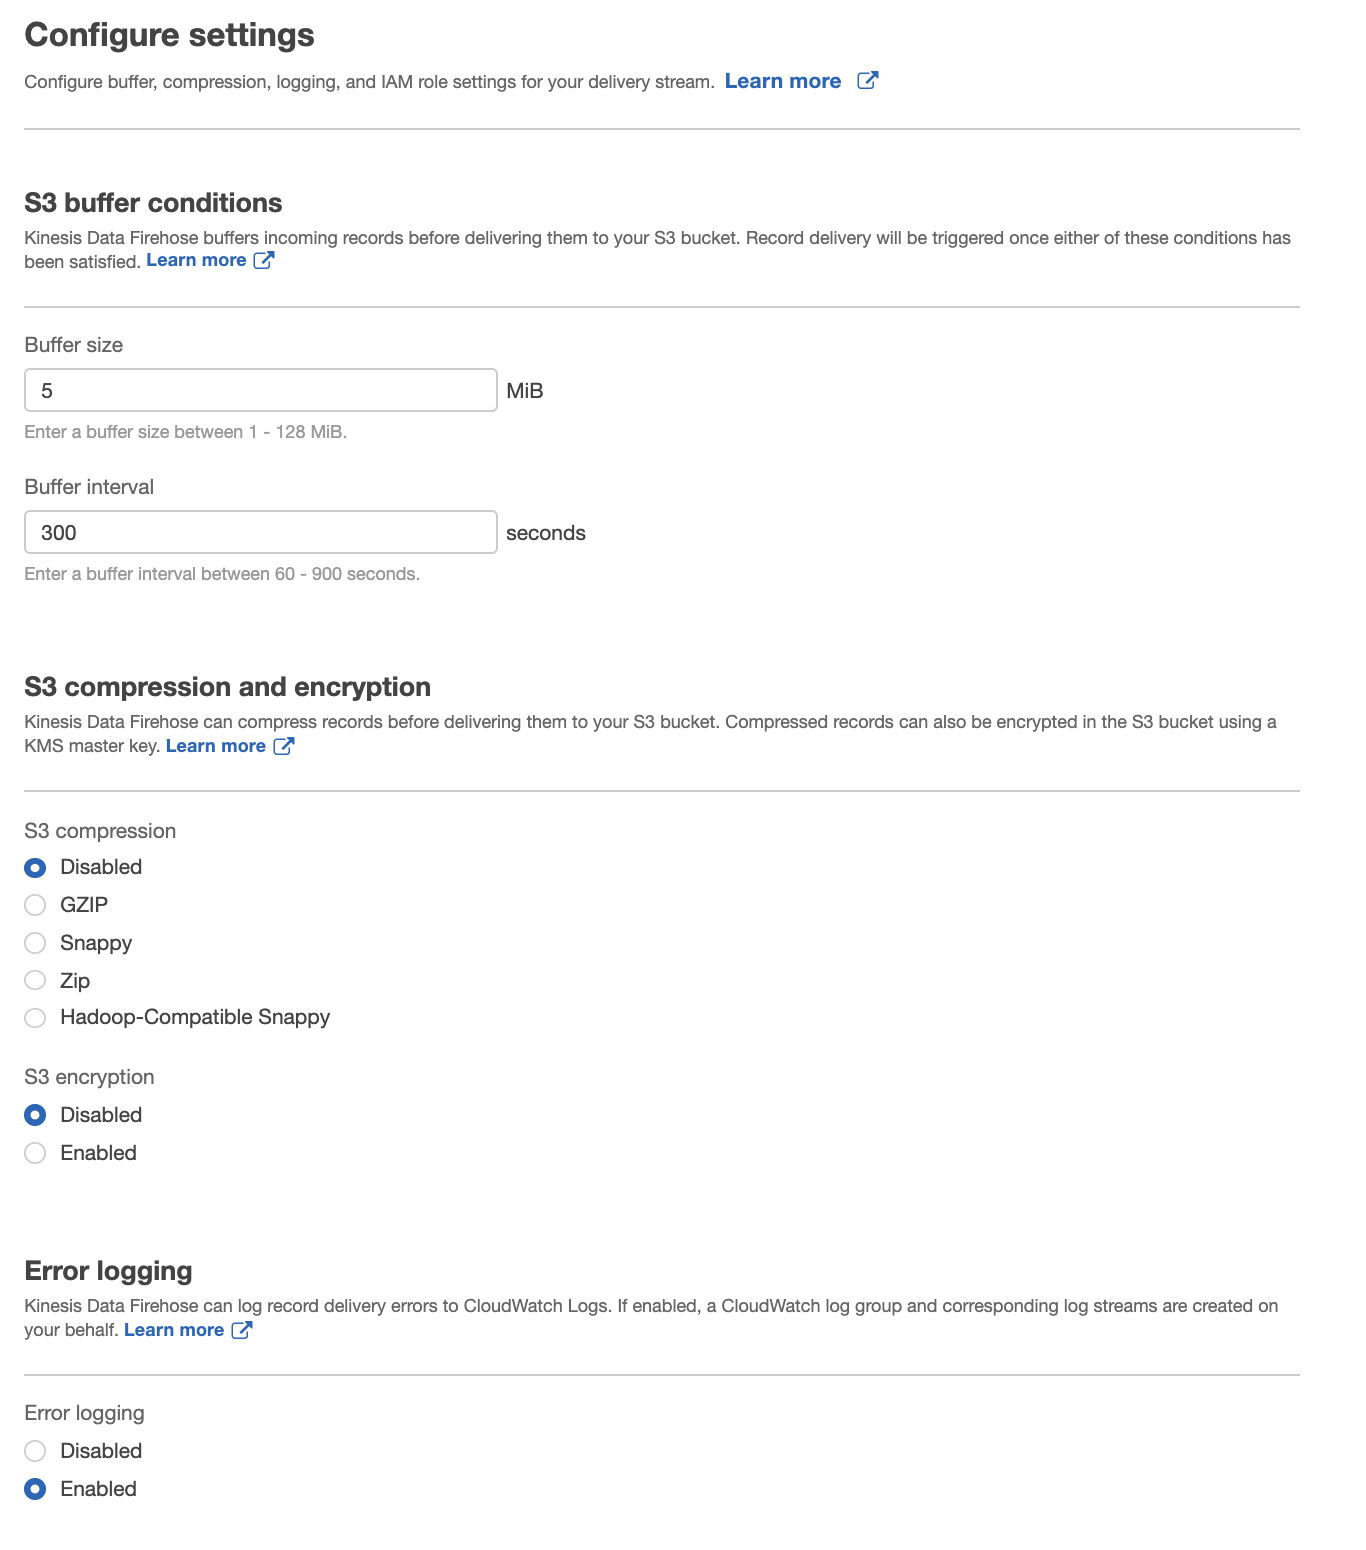 Configure settings
Configure buffer, compression, logging, and IAM role settings for your delivery stream. Learn more
S3 buffer conditions
Kinesis Data Firehose buffers incoming records before delivering them to your S3 bucket. Record delivery will be triggered once either of these conditions has
been satisfied. Learn more
Buffer size
5 MiB
Enter a buffer size between 1 - 128 MiB.
Buffer interval
300 seconds
Enter a buffer interval between 60 - 900 seconds.
S3 compression and encryption
Kinesis Data Firehose can compress records before delivering them to your S3 bucket. Compressed records can also be encrypted in the S3 bucket using a
KMS master key. Learn more
S3 compression
Disabled
GZIP
Snappy
Zip
Hadoop-Compatible Snappy
S3 encryption
Disabled
Enabled
Error logging
Kinesis Data Firehose can log record delivery errors to CloudWatch Logs. If enabled, a CloudWatch log group and corresponding log streams are created on
your behalf. Learn more
Error logging
Disabled
Enabled